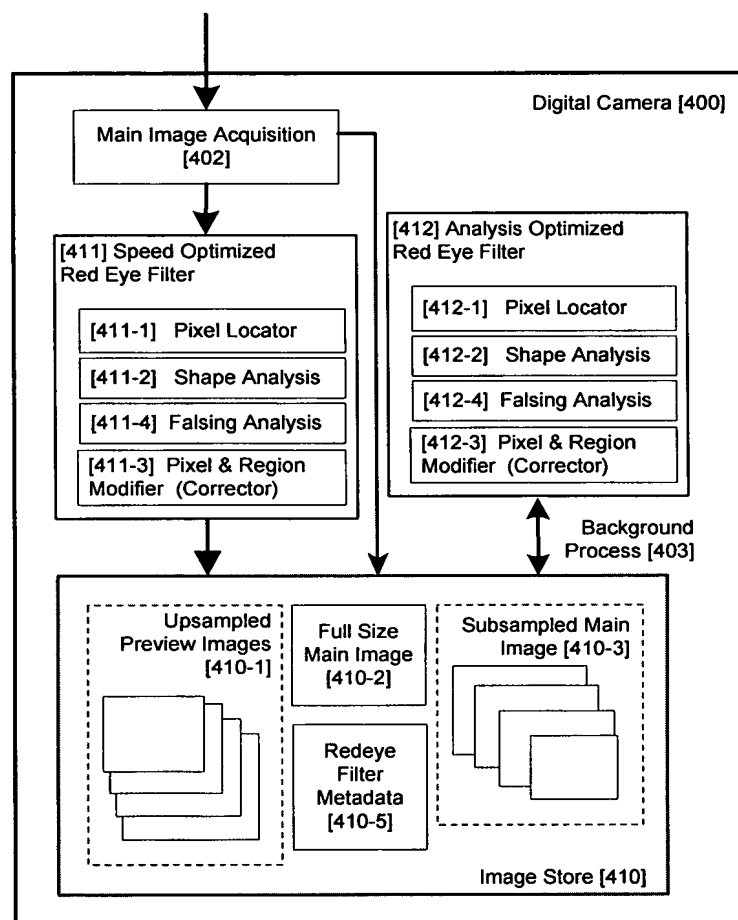 Digital Camera [400]
Main Image Acquisition
[402]
[411] Speed Optimized
Red Eye Filter
[411-1] Pixel Locator
[411-2] Shape Analysis
[411-4] Falsing Analysis
[411-3] Pixel & Region
Modifier (Corrector)
[412] Analysis Optimized
Red Eye Filter
[412-1] Pixel Locator
[412-2] Shape Analysis
[412-4] Falsing Analysis
[412-3] Pixel & Region
Modifier (Corrector)
Background
Process [403]
Upsampled
Preview Images
[410-1]
Full Size
Main Image
[410-2]
Subsampled Main
Image [410-3]
Redeye
Filter
Metadata
[410-5]
Image Store [410]